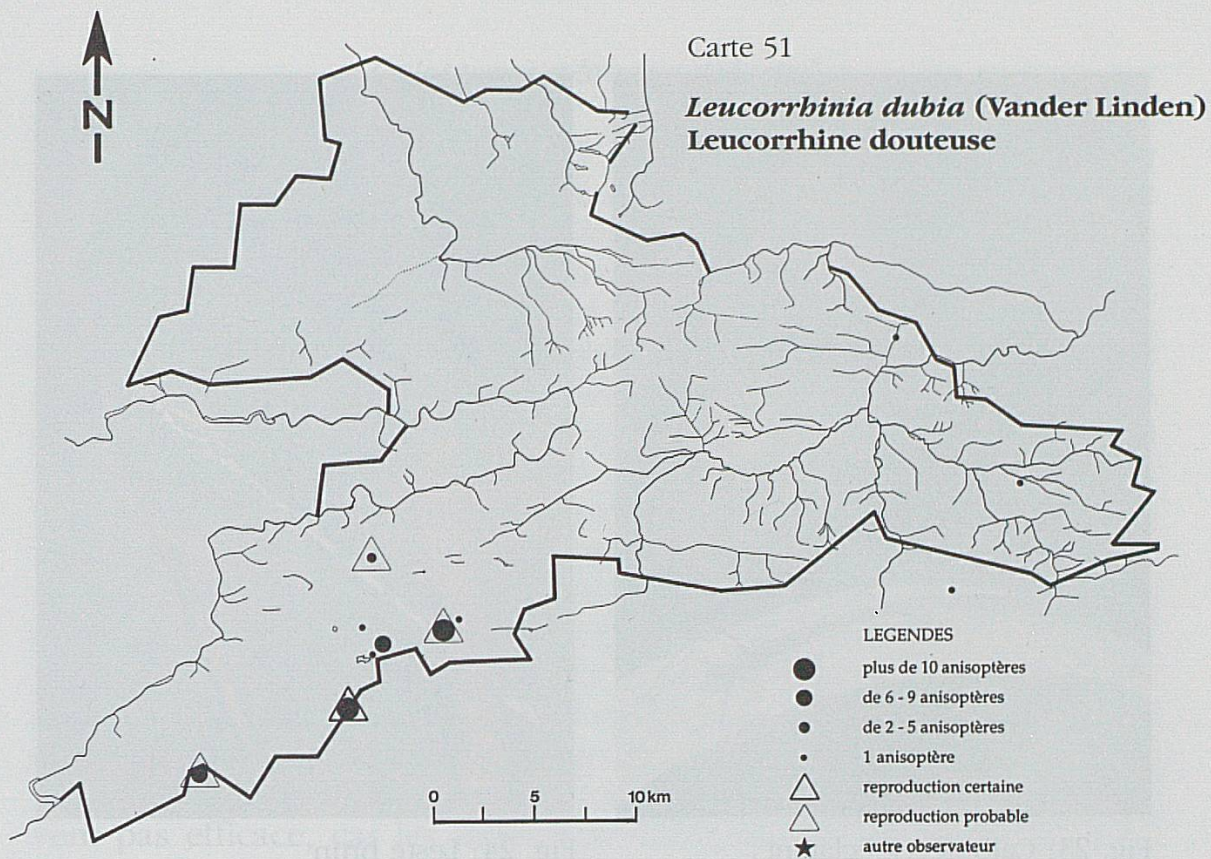 N
Carte 51
Leucorrhinia dubia (Vander Linden)
Leucorrhine douteuse
LEGENDES
plus de 10 anisoptères
de 6 - 9 anisoptères
de 2 - 5 anisoptères
1 anisoptère
reproduction certaine
reproduction probable
autre observateur
0 5 10 km